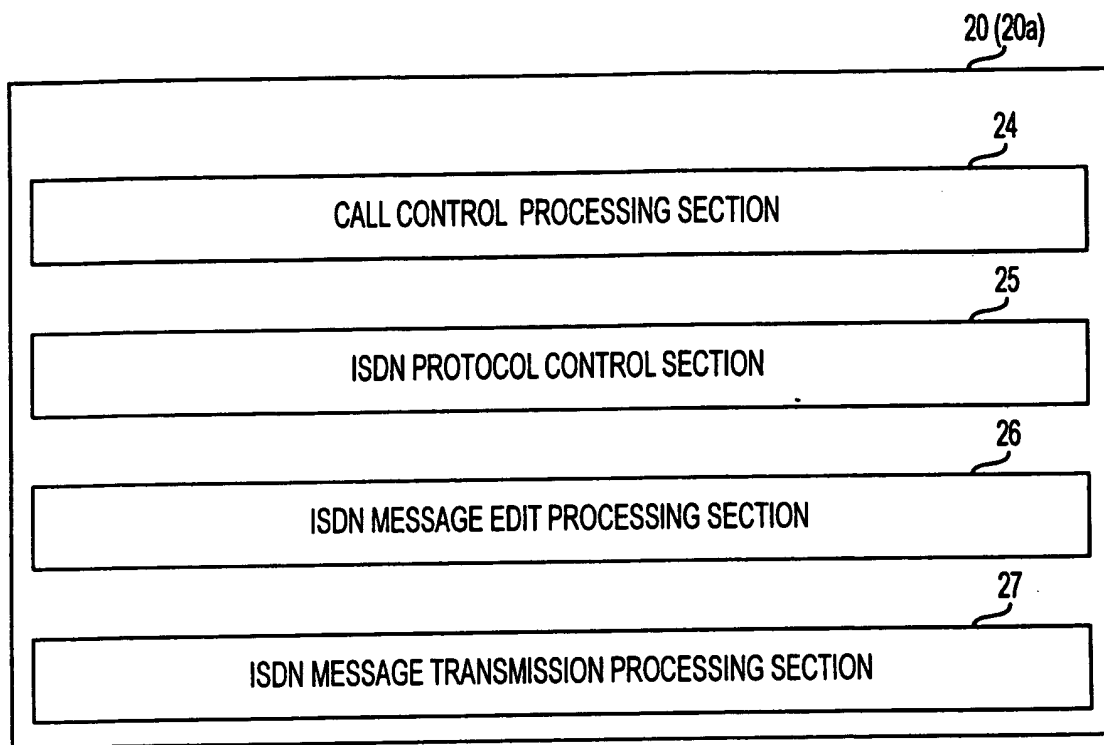 20 (20a)
24
CALL CONTROL PROCESSING SECTION
25
ISDN PROTOCOL CONTROL SECTION
26
ISDN MESSAGE EDIT PROCESSING SECTION
27
ISDN MESSAGE TRANSMISSION PROCESSING SECTION